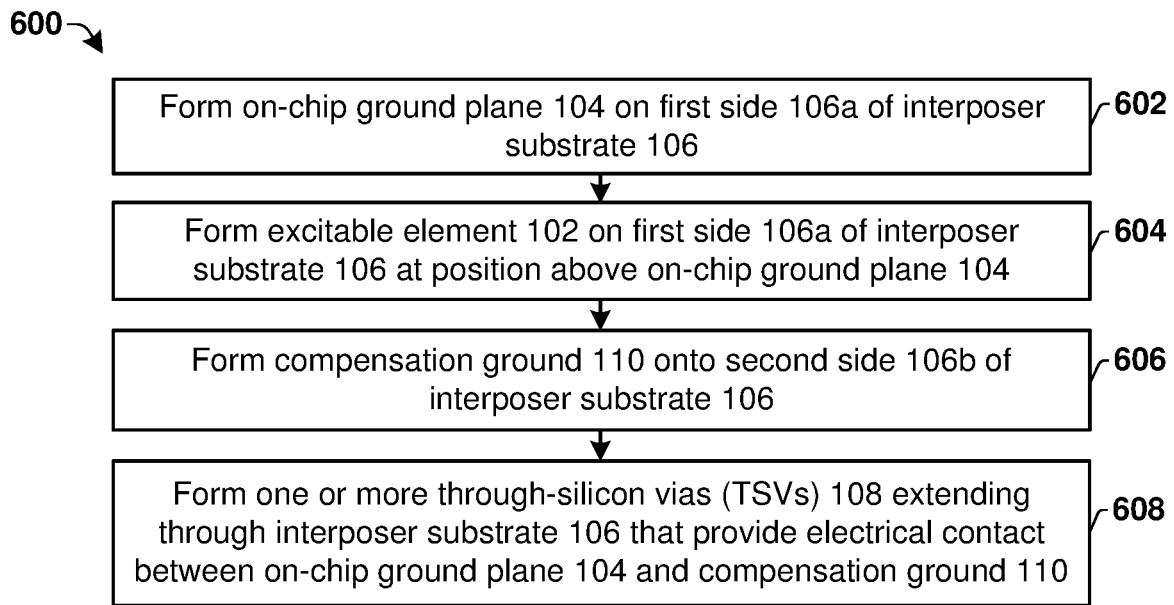 600
Form on-chip ground plane 104 on first side 106a of interposer
substrate 106
602
Form excitable element 102 on first side 106a of interposer
substrate 106 at position above on-chip ground plane 104
604
Form compensation ground 110 onto second side 106b of
interposer substrate 106
606
Form one or more through-silicon vias (TSVs) 108 extending
through interposer substrate 106 that provide electrical contact
between on-chip ground plane 104 and compensation ground 110
608